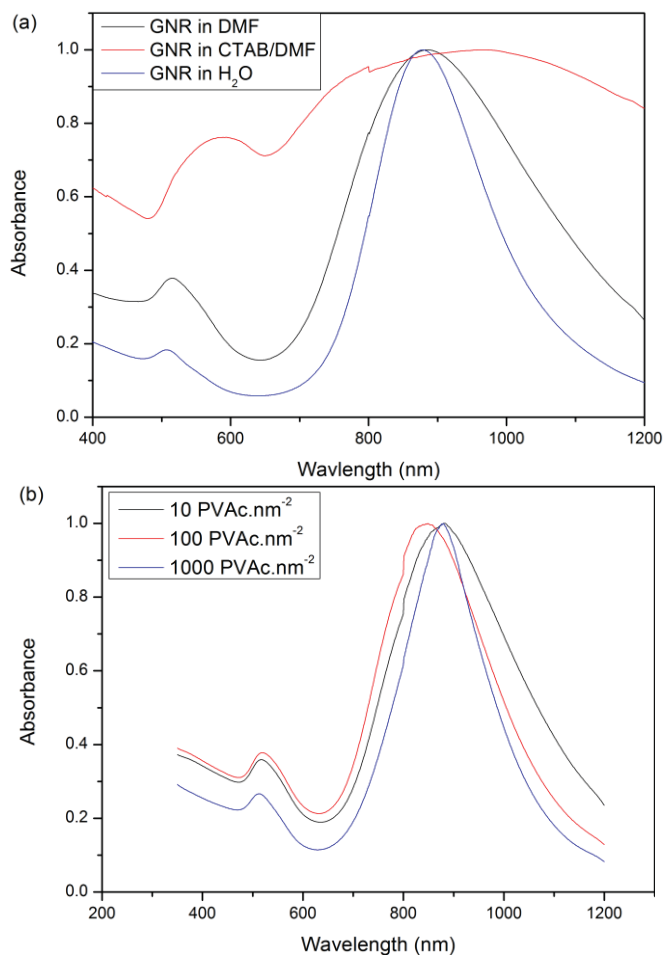 (a)
GNR in DMF
GNR in CTAB/DMF
GNR in H₂O
1.0
0.8
0.6
0.4
0.2
0.0
Absorbance
400 600 800 1000 1200
Wavlength (nm)
(b)
10 PVAc.nm⁻²
100 PVAc.nm⁻²
1000 PVAc.nm⁻²
1.0
0.8
0.6
0.4
0.2
0.0
Absorbance
200 400 600 800 1000 1200
Wavelength (nm)